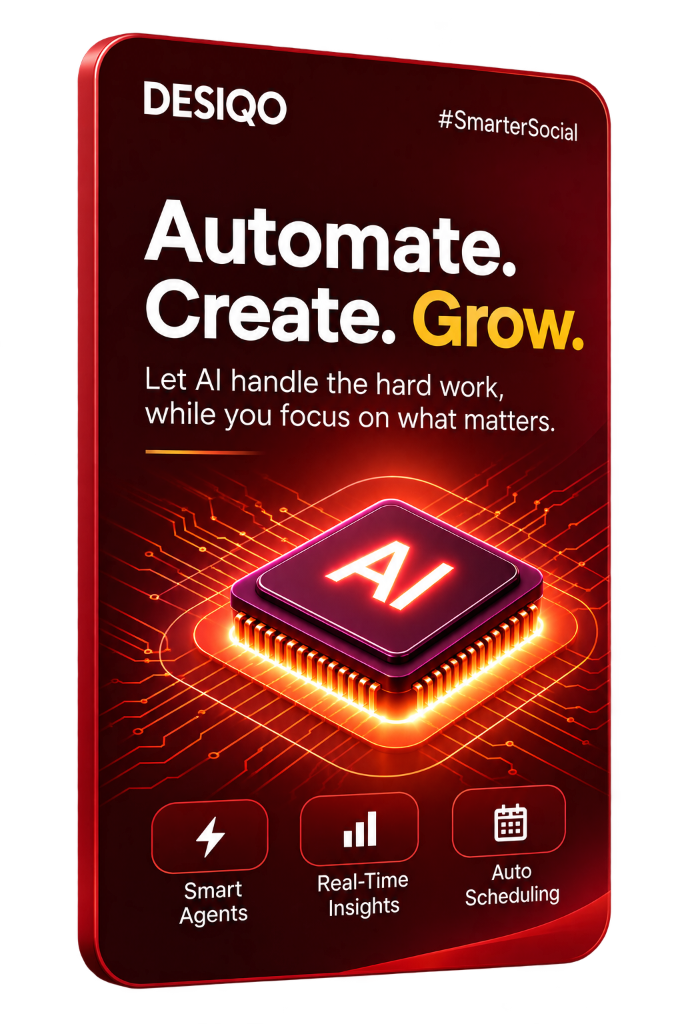 DESIQO
#SmarterSocial
Automate.
Create. Grow.
Let AI handle the hard work,
while you focus on what matters.
AI
Smart
Agents
Real-Time
Insights
Auto
Scheduling